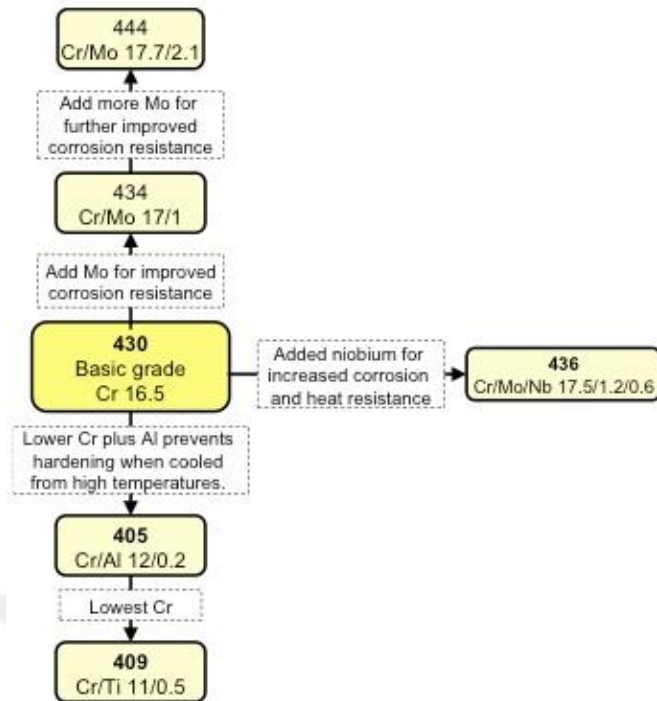 444
Cr/Mo 17.7/2.1
Add more Mo for
further improved
corrosion resistance
434
Cr/Mo 17/1
Add Mo for improved
corrosion resistance
430
Basic grade
Cr 16.5
Added niobium for
increased corrosion
and heat resistance
436
Cr/Mo/Nb 17.5/1.2/0.6
Lower Cr plus Al prevents
hardening when cooled
from high temperatures.
405
Cr/Al 12/0.2
Lowest Cr
409
Cr/Ti 11/0.5